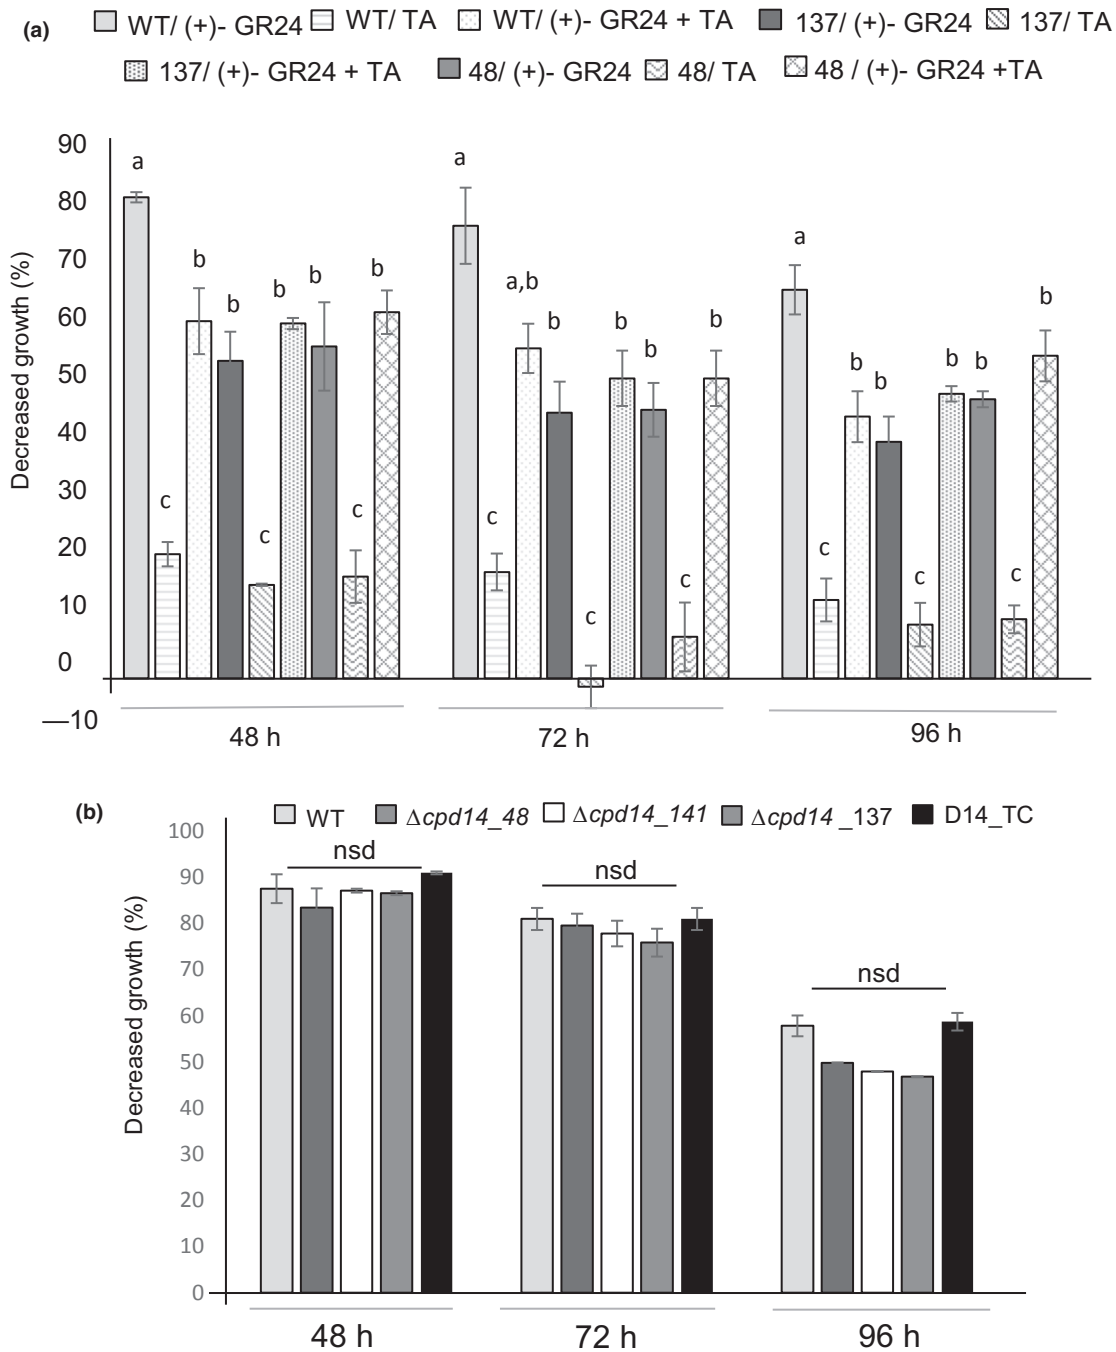 (a) WT/ (+)- GR24 WT/ TA WT/ (+)- GR24 + TA 137/ (+)- GR24 137/ TA
137/ (+)- GR24 + TA 48/ (+)- GR24 48/ TA 48 / (+)- GR24 +TA
Decreased growth (%)
90
80
70
60
50
40
30
20
10
0
—10
a c b b c b b c b
a c a,b b c b b c b
a c b b c b b c b
48 h 72 h 96 h
(b) WT Δcpd14_48 Δcpd14_141 Δcpd14 _137 D14_TC
Decreased growth (%)
100
90
80
70
60
50
40
30
20
10
0
nsd nsd nsd
48 h 72 h 96 h